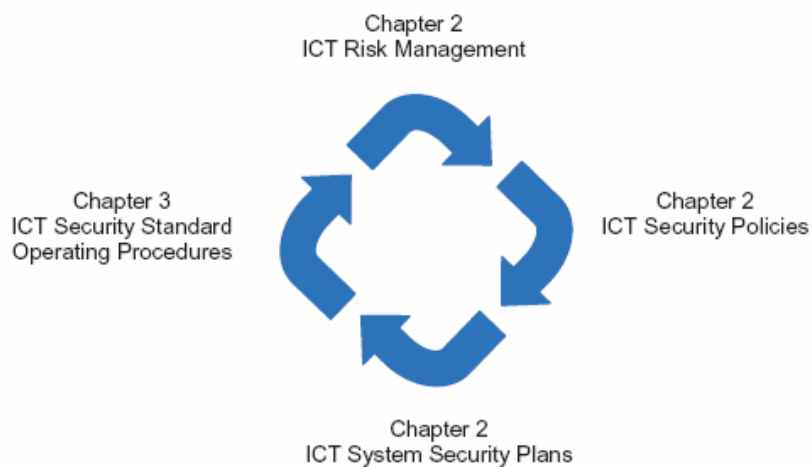 Chapter 2
ICT Risk Management
Chapter 3
ICT Security Standard
Operating Procedures
Chapter 2
ICT Security Policies
Chapter 2
ICT System Security Plans